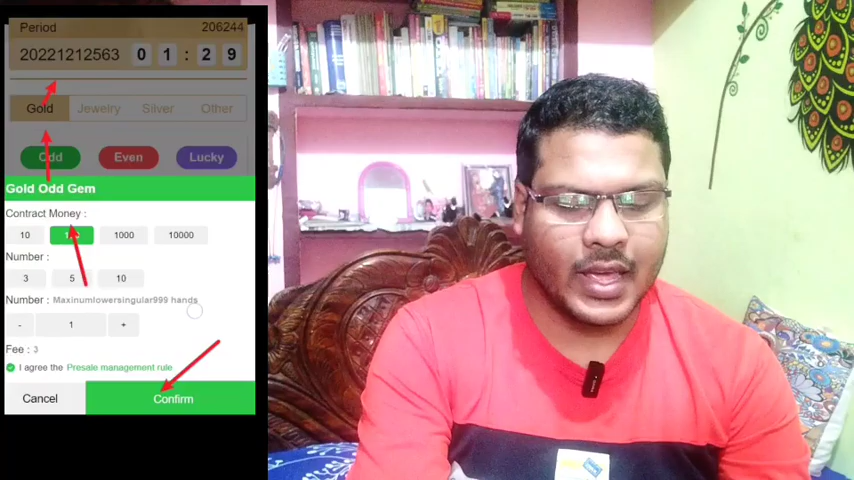 Period 206244
20221212563 0 1 : 2 9
Gold Jewelry Silver Other
Odd Even Lucky
Gold Odd Gem
Contract Money :
10 1000 10000
Number :
3 5 10
Number : Maxinumlowersingular999 hands
- 1 +
Fee : 3
I agree the Presale management rule
Cancel Confirm